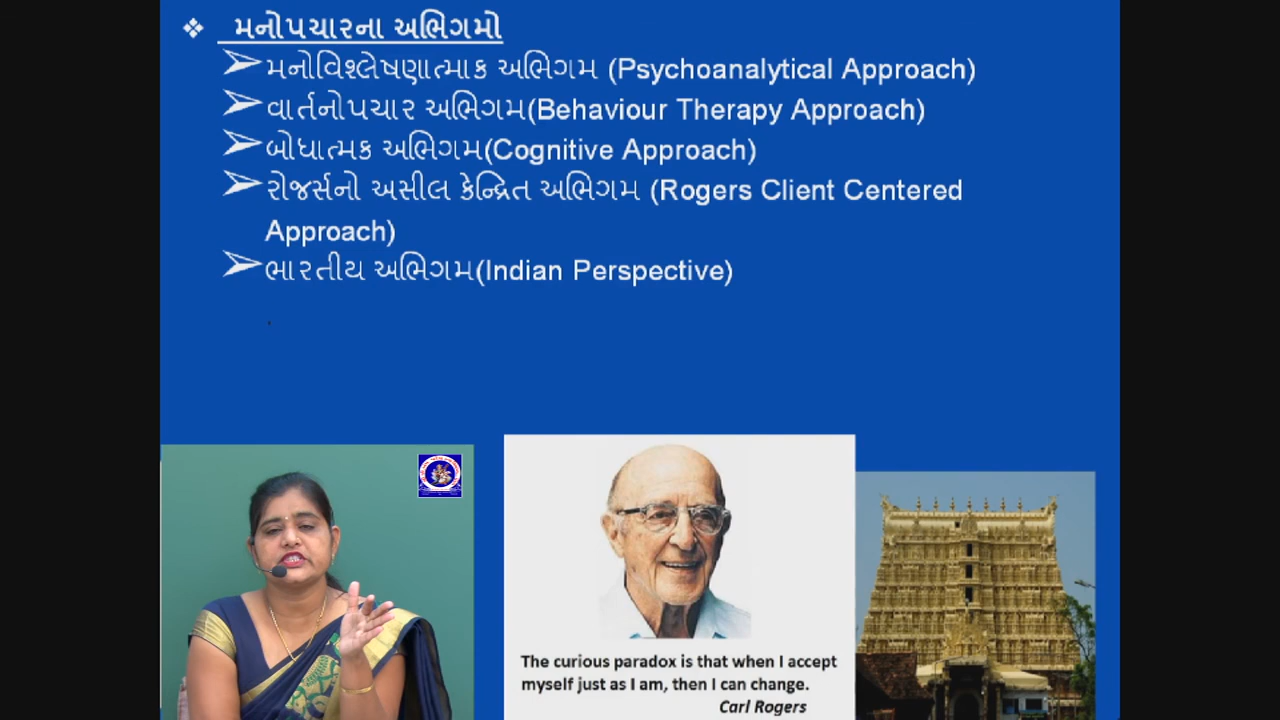 મનોપચારના અભિગમો
મનોવિશ્લેષણાત્માક અભિગમ (Psychoanalytical Approach)
વાર્તનોપચાર અભિગમ(Behaviour Therapy Approach)
બોધાત્મક અભિગમ(Cognitive Approach)
રોજર્સનો અસીલ કેન્દ્રિત અભિગમ (Rogers Client Centered
Approach)
ભારતીય અભિગમ(Indian Perspective)
The curious paradox is that when I accept
myself just as I am, then I can change.
Carl Rogers